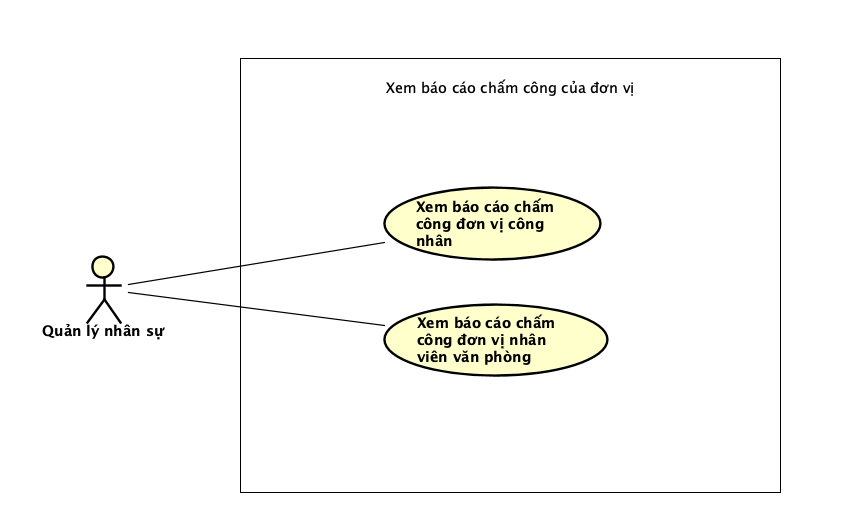 Xem báo cáo chấm công của đơn vị
Xem báo cáo chấm
công đơn vị công
nhân
Quản lý nhân sự
Xem báo cáo chấm
công đơn vị nhân
viên văn phòng